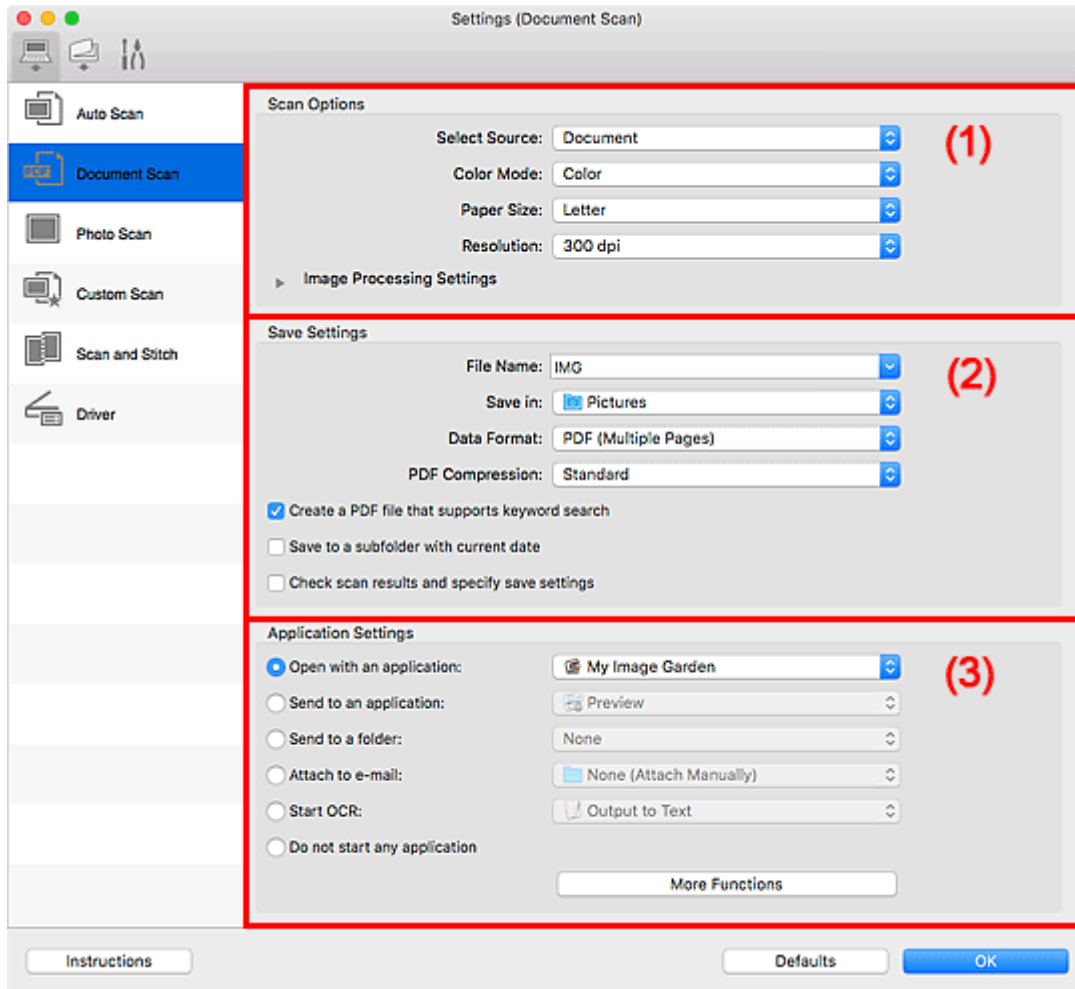 Settings (Document Scan)
Auto Scan
PDF
Document Scan
Photo Scan
Custom Scan
Scan and Stitch
Driver
Scan Options
(1)
Select Source: Document
Color Mode: Color
Paper Size: Letter
Resolution: 300 dpi
Image Processing Settings
Save Settings
(2)
File Name: IMG
Save in: Pictures
Data Format: PDF (Multiple Pages)
PDF Compression: Standard
Create a PDF file that supports keyword search
Save to a subfolder with current date
Check scan results and specify save settings
Application Settings
(3)
Open with an application: My Image Garden
Send to an application: Preview
Send to a folder: None
Attach to e-mail: None (Attach Manually)
Start OCR: Output to Text
Do not start any application
More Functions
Instructions
Defaults
OK